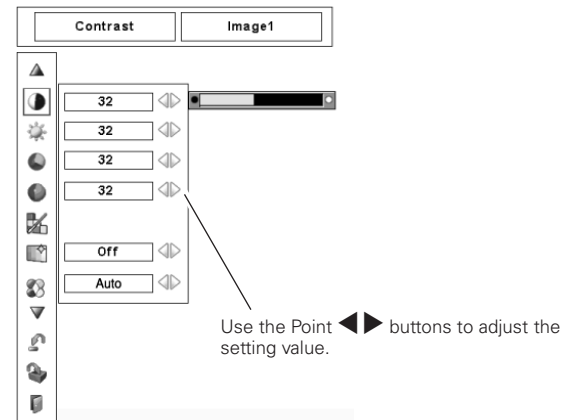 Contrast Image1
32
32
32
32
Off
Auto
Use the Point ◀▶ buttons to adjust the
setting value.